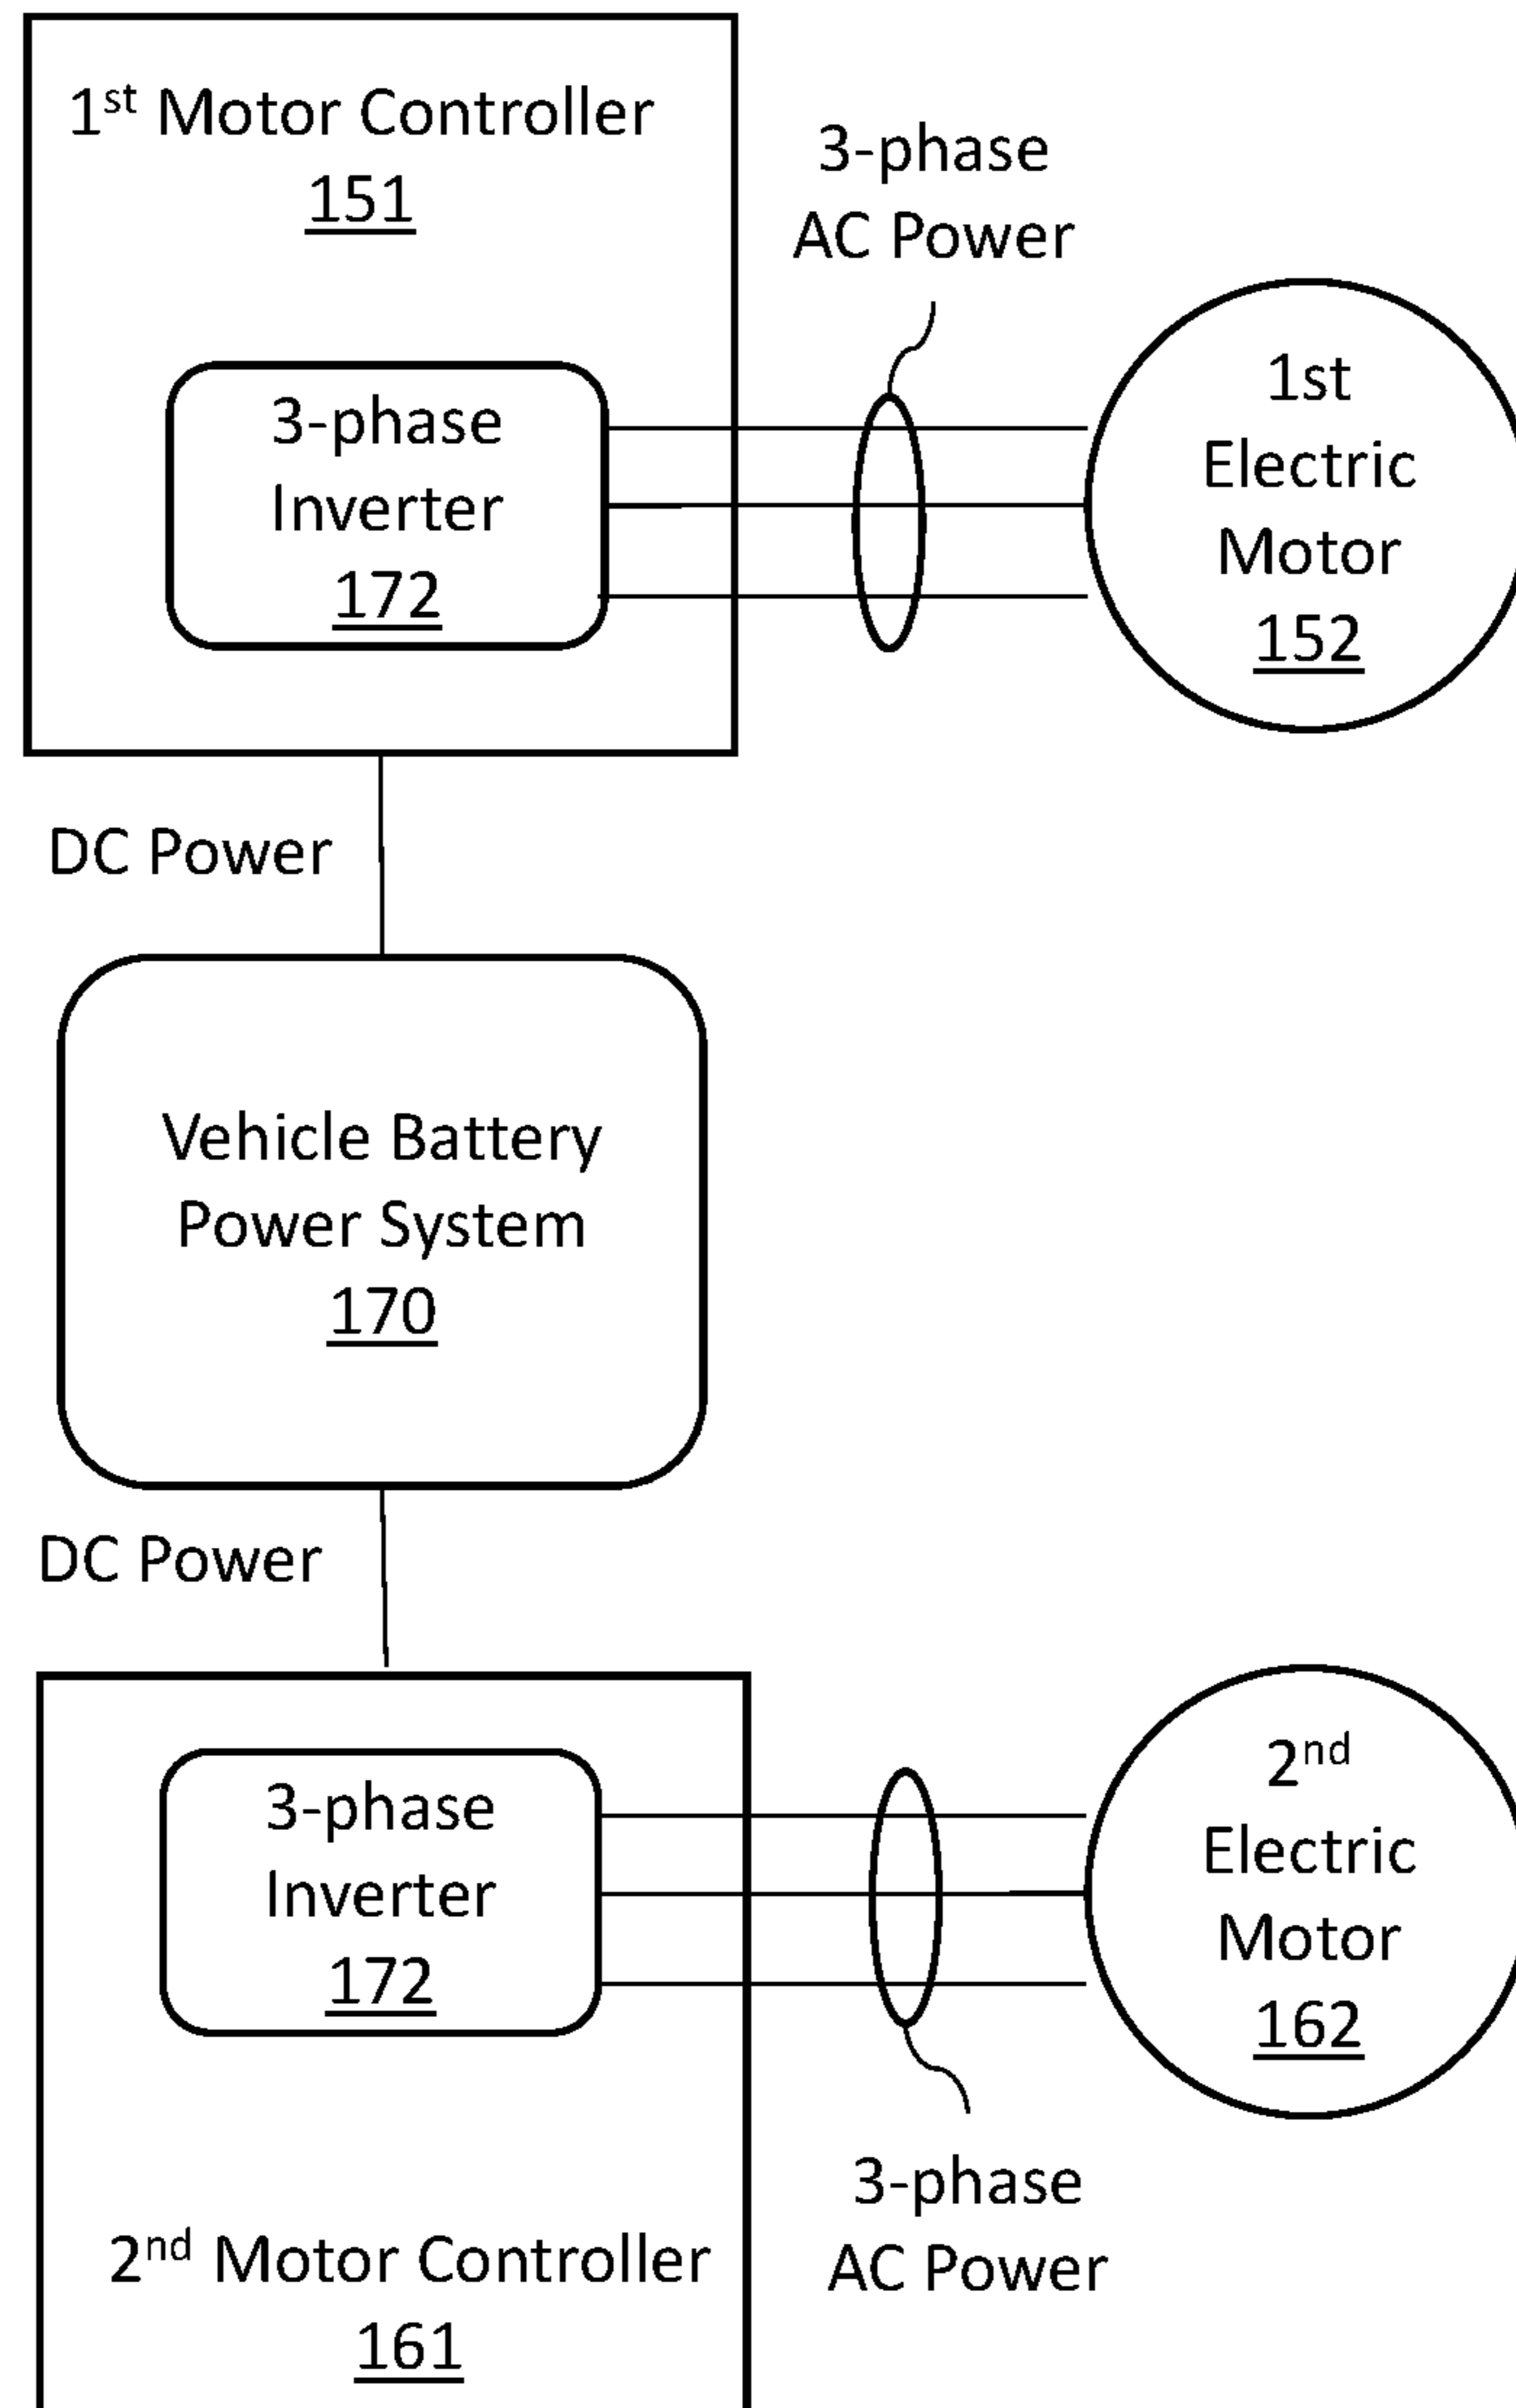 1st Motor Controller
151
3-phase
AC Power
3-phase
Inverter
172
1st
Electric
Motor
152
DC Power
Vehicle Battery
Power System
170
DC Power
3-phase
Inverter
172
2nd
Electric
Motor
162
3-phase
AC Power
2nd Motor Controller
161